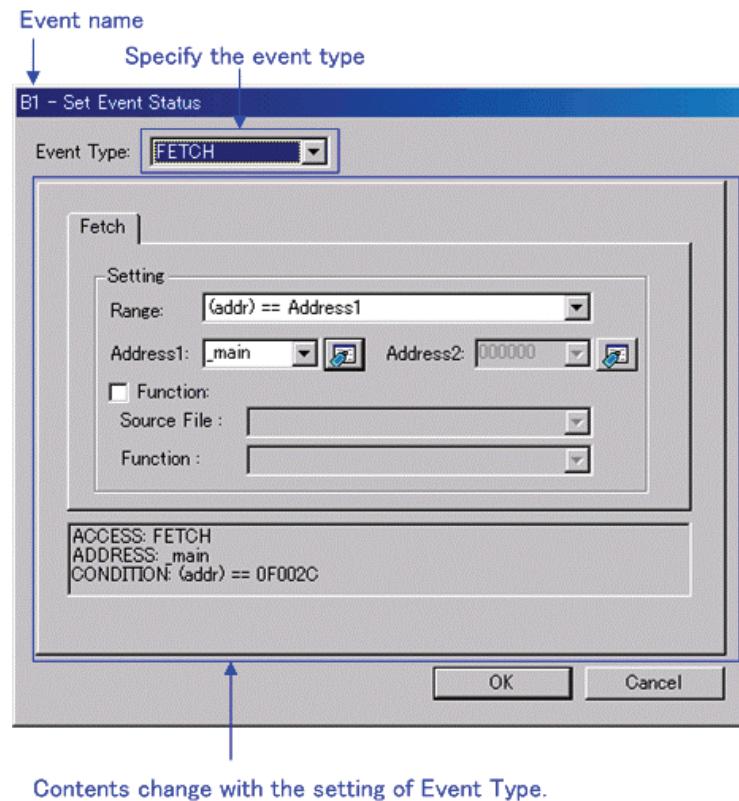 Event name
Specify the event type
B1 - Set Event Status
Event Type: FETCH
Fetch
Setting
Range: (addr) == Address1
Address1: _main Address2: 000000
Function:
Source File :
Function :
ACCESS: FETCH
ADDRESS: _main
CONDITION: (addr) == 0F002C
OK Cancel
Contents change with the setting of Event Type.